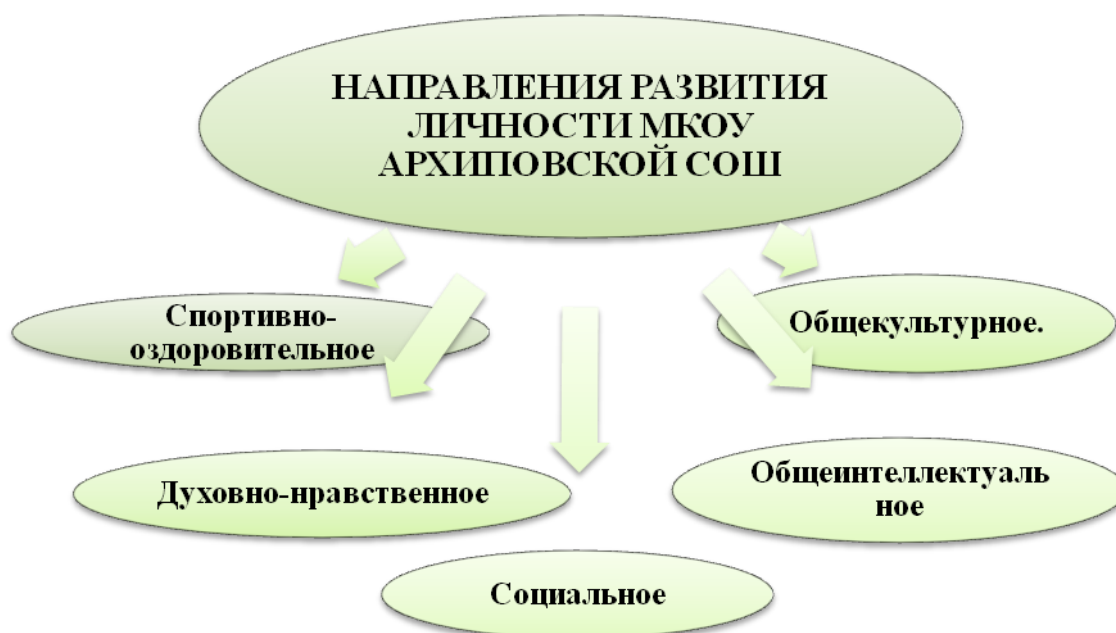 НАПРАВЛЕНИЯ РАЗВИТИЯ
ЛИЧНОСТИ МКОУ
АРХИПОВСКОЙ СОШ
Спортивно-
оздоровительное
Общекультурное.
Духовно-нравственное
Общеинтеллектуаль
ное
Социальное